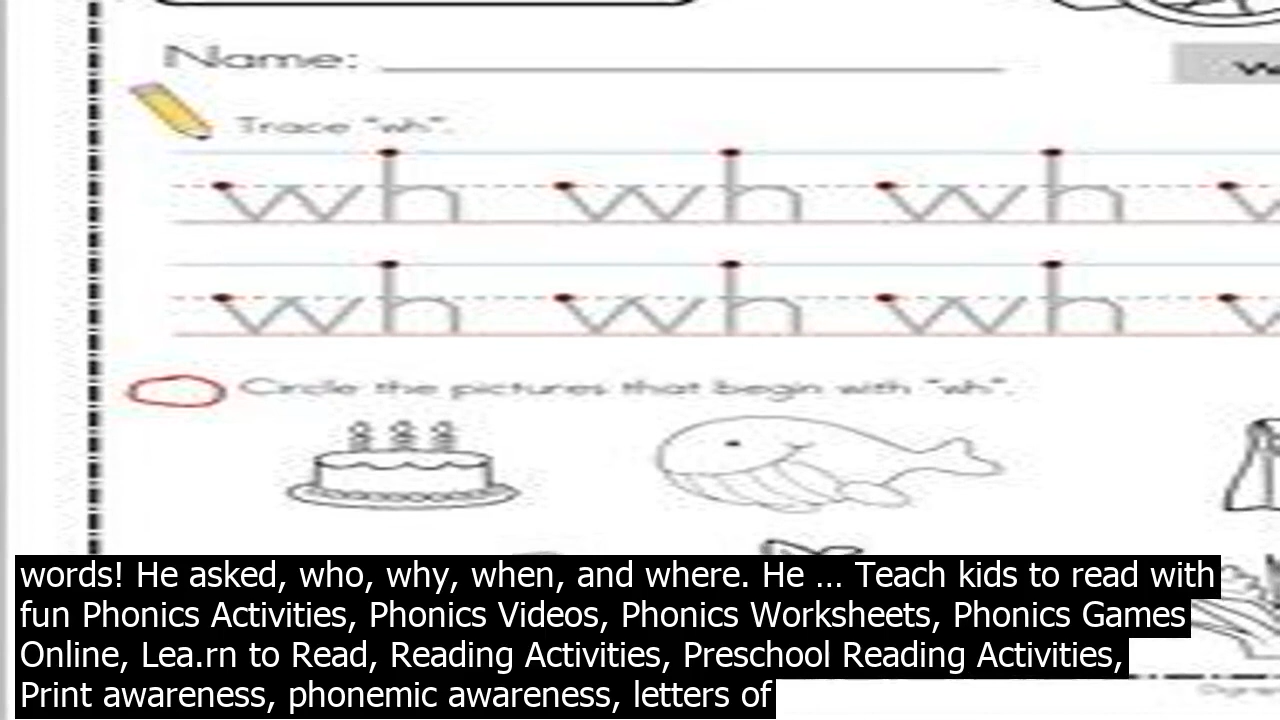 Name:
Trace "wh".
wh wh wh
wh wh wh
Circle the pictures that begin with "wh".
words! He asked, who, why, when, and where. He ... Teach kids to read with
fun Phonics Activities, Phonics Videos, Phonics Worksheets, Phonics Games
Online, Lea.rn to Read, Reading Activities, Preschool Reading Activities,
Print awareness, phonemic awareness, letters of